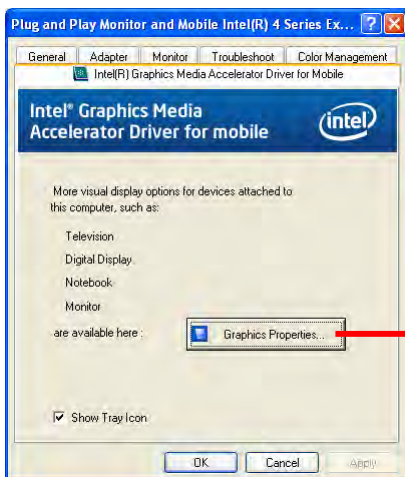 Plug and Play Monitor and Mobile Intel(R) 4 Series Ex...
General Adapter Monitor Troubleshoot Color Management
Intel(R) Graphics Media Accelerator Driver for Mobile
Intel® Graphics Media
Accelerator Driver for mobile
intel
More visual display options for devices attached to
this computer, such as:
Television
Digital Display
Notebook
Monitor
are available here :
Graphics Properties...
Show Tray Icon
OK Cancel Apply